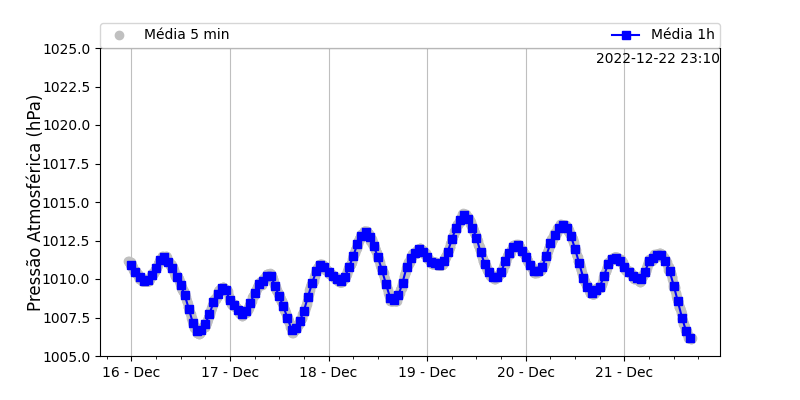 Média 5 min
Média 1h
2022-12-22 23:10
Pressão Atmosférica (hPa)
1025.0
1022.5
1020.0
1017.5
1015.0
1012.5
1010.0
1007.5
1005.0
16 - Dec
17 - Dec
18 - Dec
19 - Dec
20 - Dec
21 - Dec